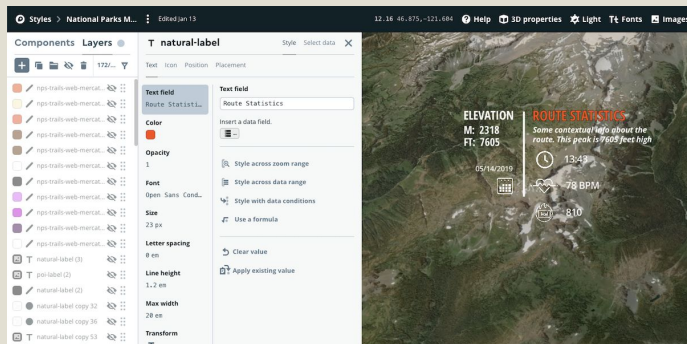 Styles > National Parks M... Edited Jan 13 12.16 46.875,-121.604 Help 3D properties Light Fonts Images
Components Layers
172/...
nps-trails-web-mercat...
nps-trails-web-mercat...
nps-trails-web-mercat...
nps-trails-web-mercat...
nps-trails-web-mercat...
nps-trails-web-mercat...
nps-trails-web-mercat...
nps-trails-web-mercat...
nps-trails-web-mercat...
nps-trails-web-mercat...
nps-trails-web-mercat...
natural-label (3)
poi-label (2)
natural-label (2)
natural-label copy 32
natural-label copy 36
natural-label copy 53
natural-label Style Select data
Text Icon Position Placement
Text field
Route Statisti...
Color
Opacity
1
Font
Open Sans Cond...
Size
23 px
Letter spacing
0 em
Line height
1.2 em
Max width
20 em
Transform
Text field
Route Statistics
Insert a data field.
Style across zoom range
Style across data range
Style with data conditions
Use a formula
Clear value
Apply existing value
ELEVATION
M: 2318
FT: 7605
05/14/2019
ROUTE STATISTICS
Some contextual info about the
route. This peak is 7605 feet high
13:43
78 BPM
810